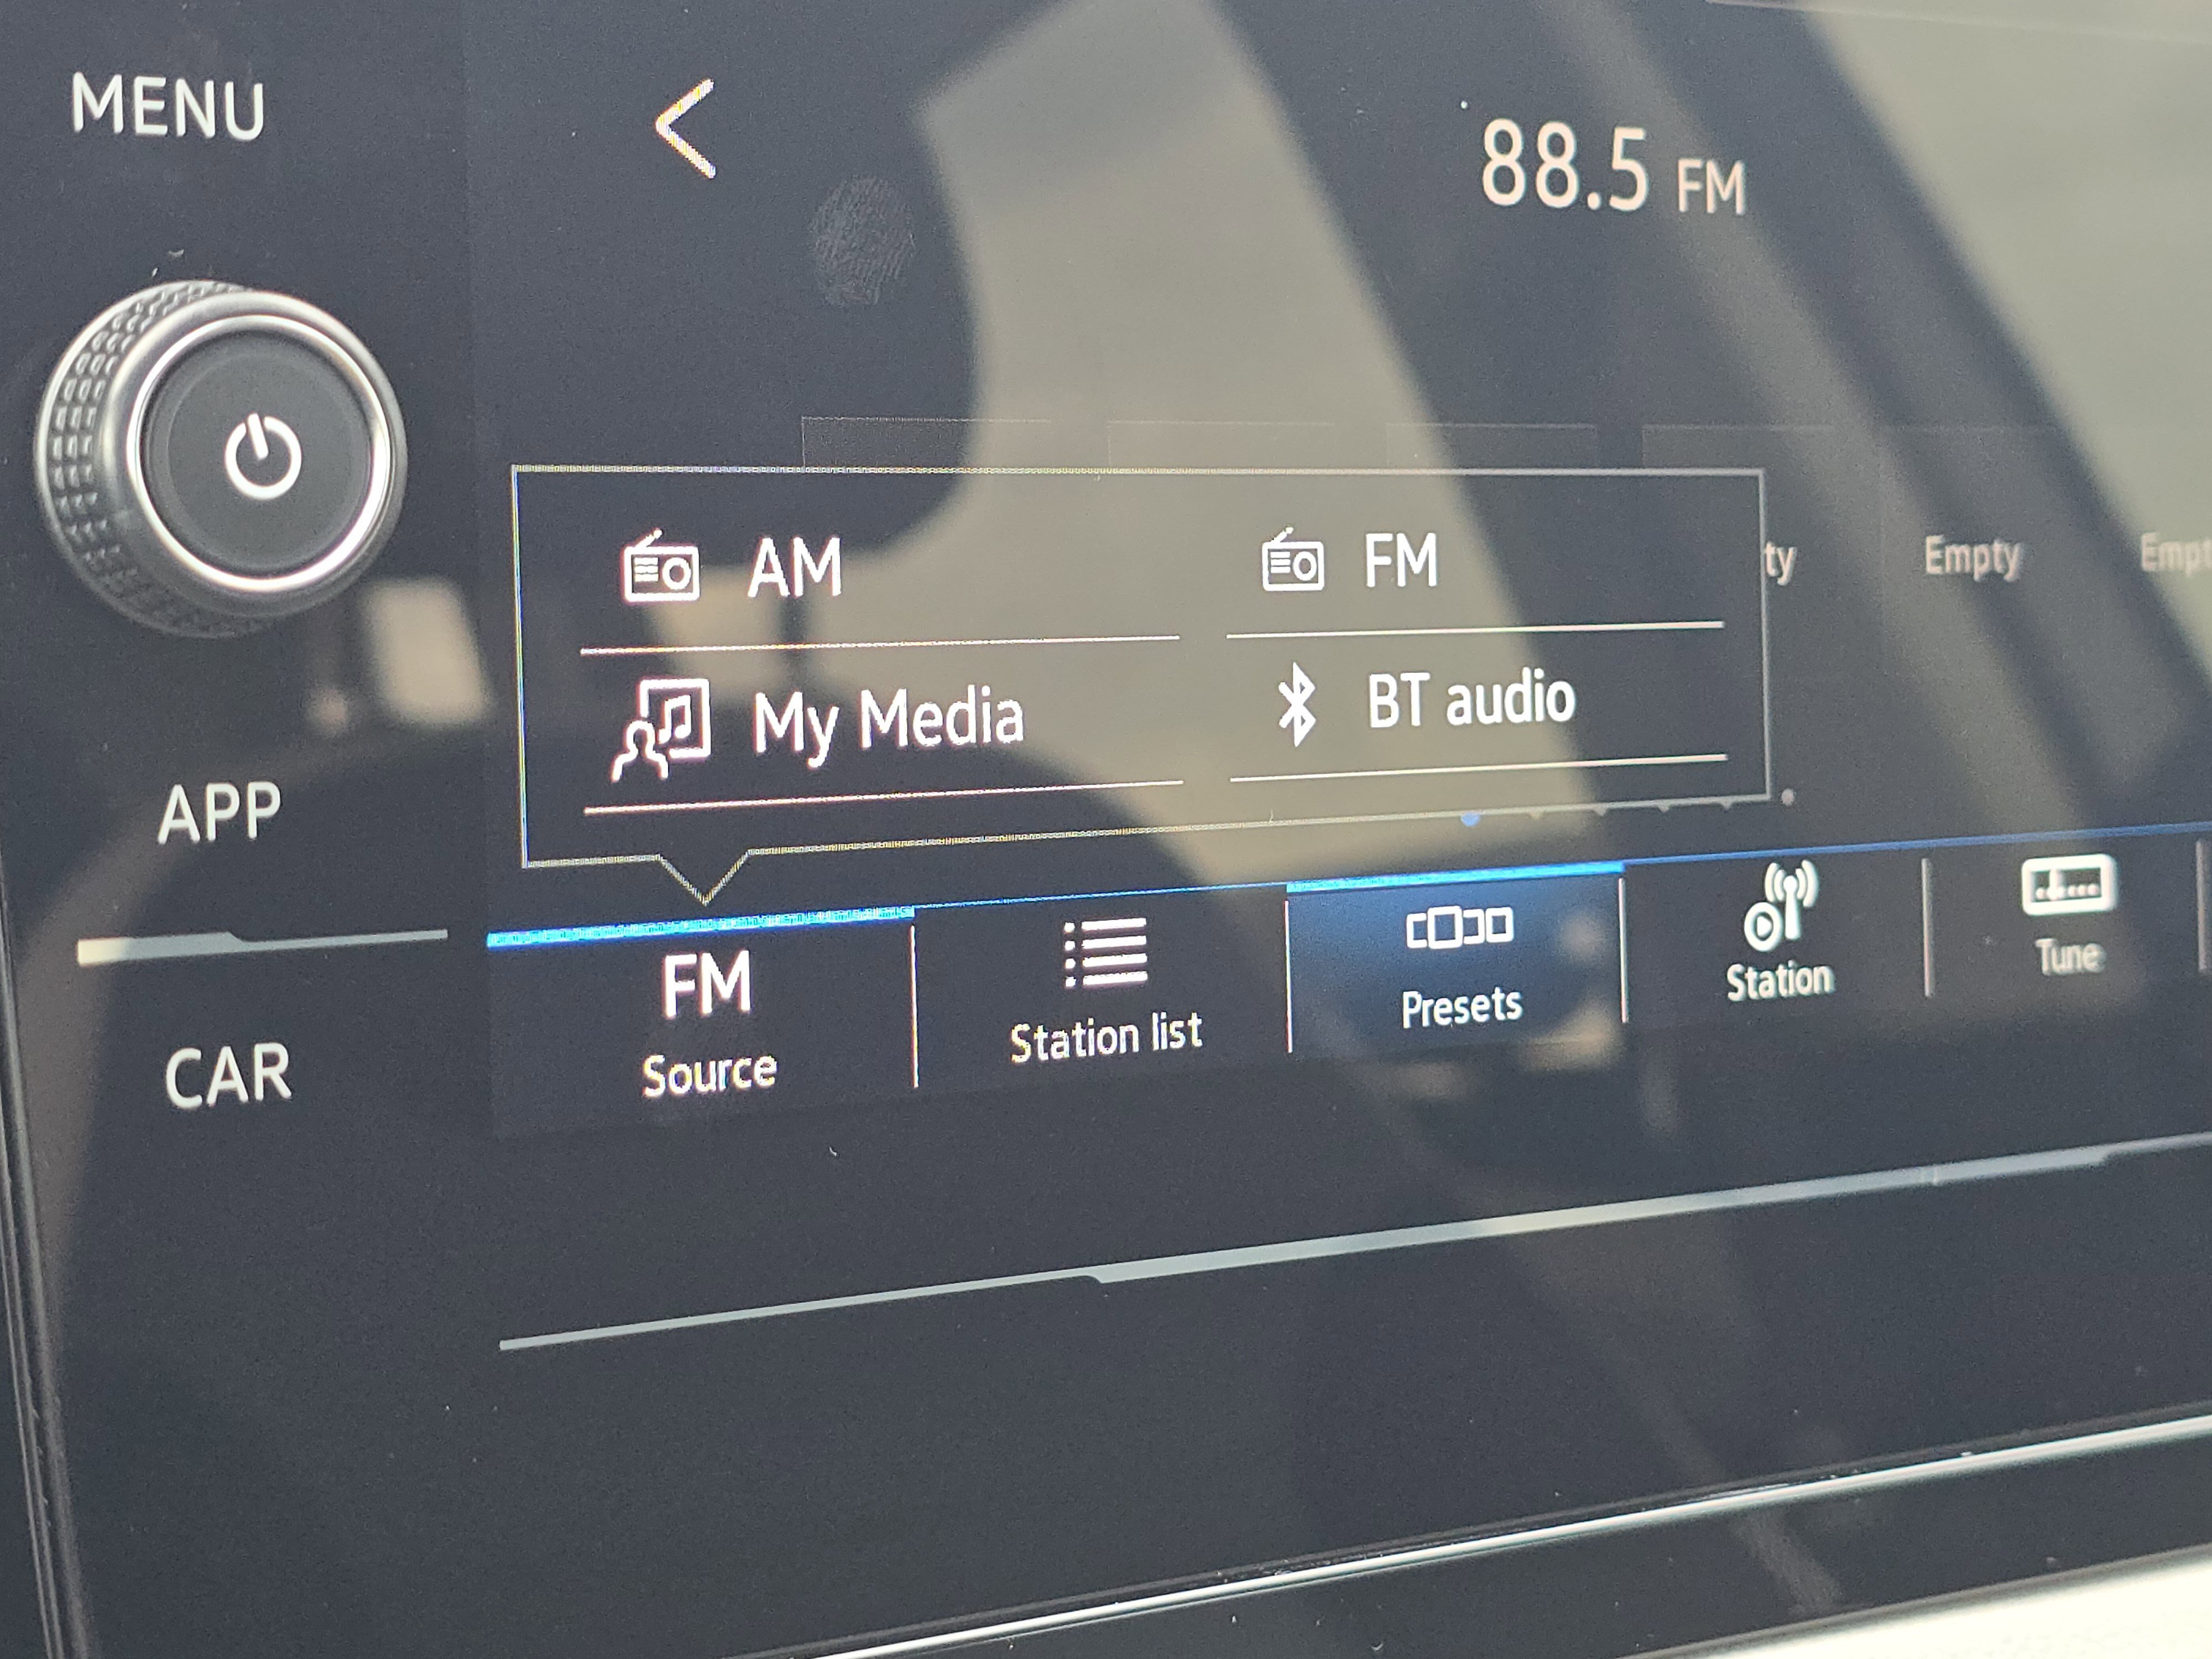 MENU
88.5 FM
AM
FM
Empty
My Media
BT audio
APP
FM
Source
Station list
Presets
Station
Tune
CAR